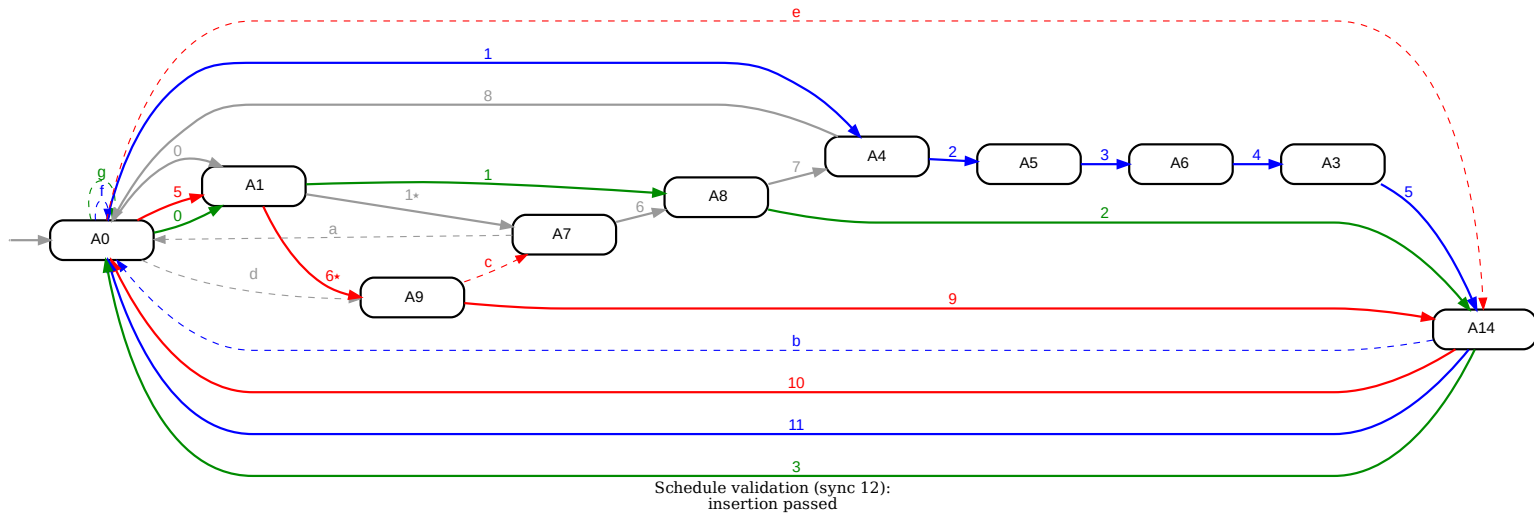 e
1
8
0
g
f
5
0
A0
A1
1
1⋆
a
d
6⋆
A9
c
A7
6
A8
7
A4
2
A5
3
A6
4
A3
5
2
9
A14
b
10
11
3
Schedule validation (sync 12):
insertion passed